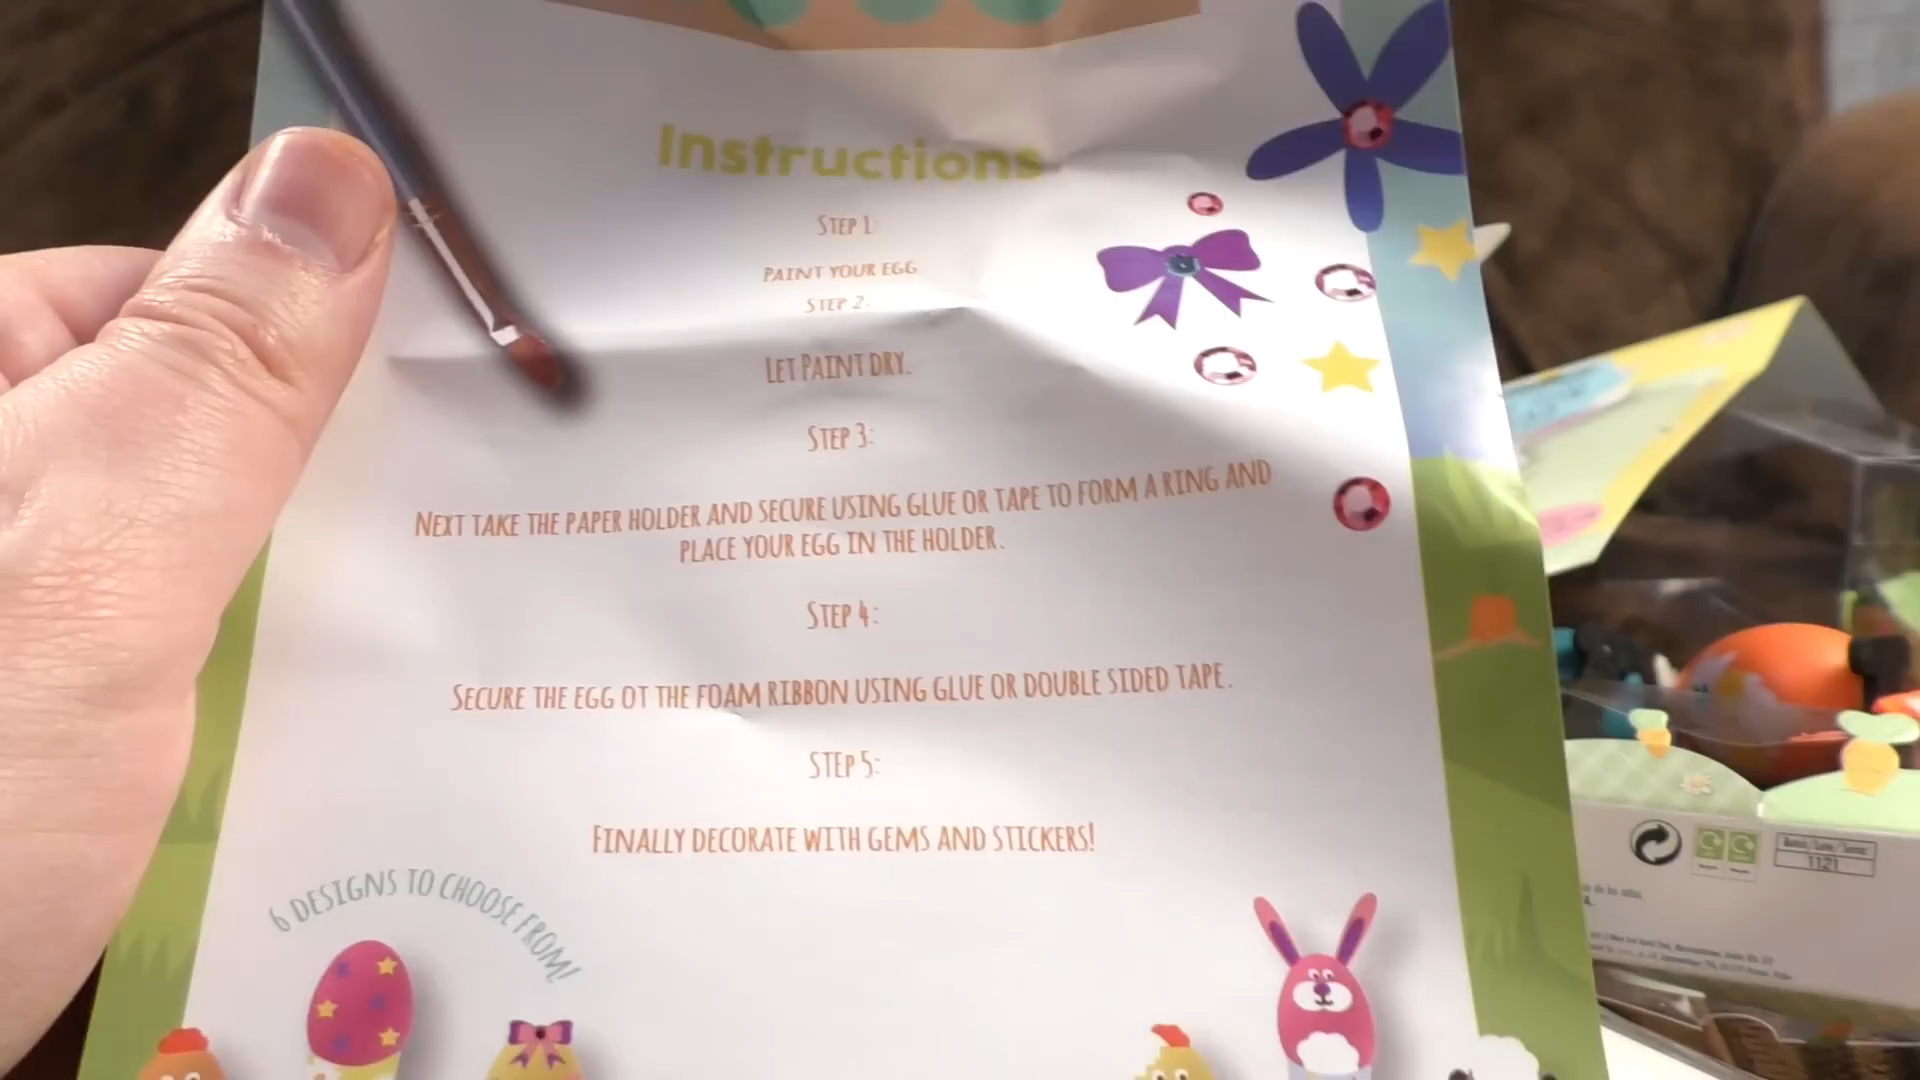 Instructions
STEP 1:
PAINT YOUR EGG.
STEP 2:
LET PAINT DRY.
STEP 3:
NEXT TAKE THE PAPER HOLDER AND SECURE USING GLUE OR TAPE TO FORM A RING AND
PLACE YOUR EGG IN THE HOLDER.
STEP 4:
SECURE THE EGG OT THE FOAM RIBBON USING GLUE OR DOUBLE SIDED TAPE.
STEP 5:
FINALLY DECORATE WITH GEMS AND STICKERS!
6 DESIGNS TO CHOOSE FROM!
1121